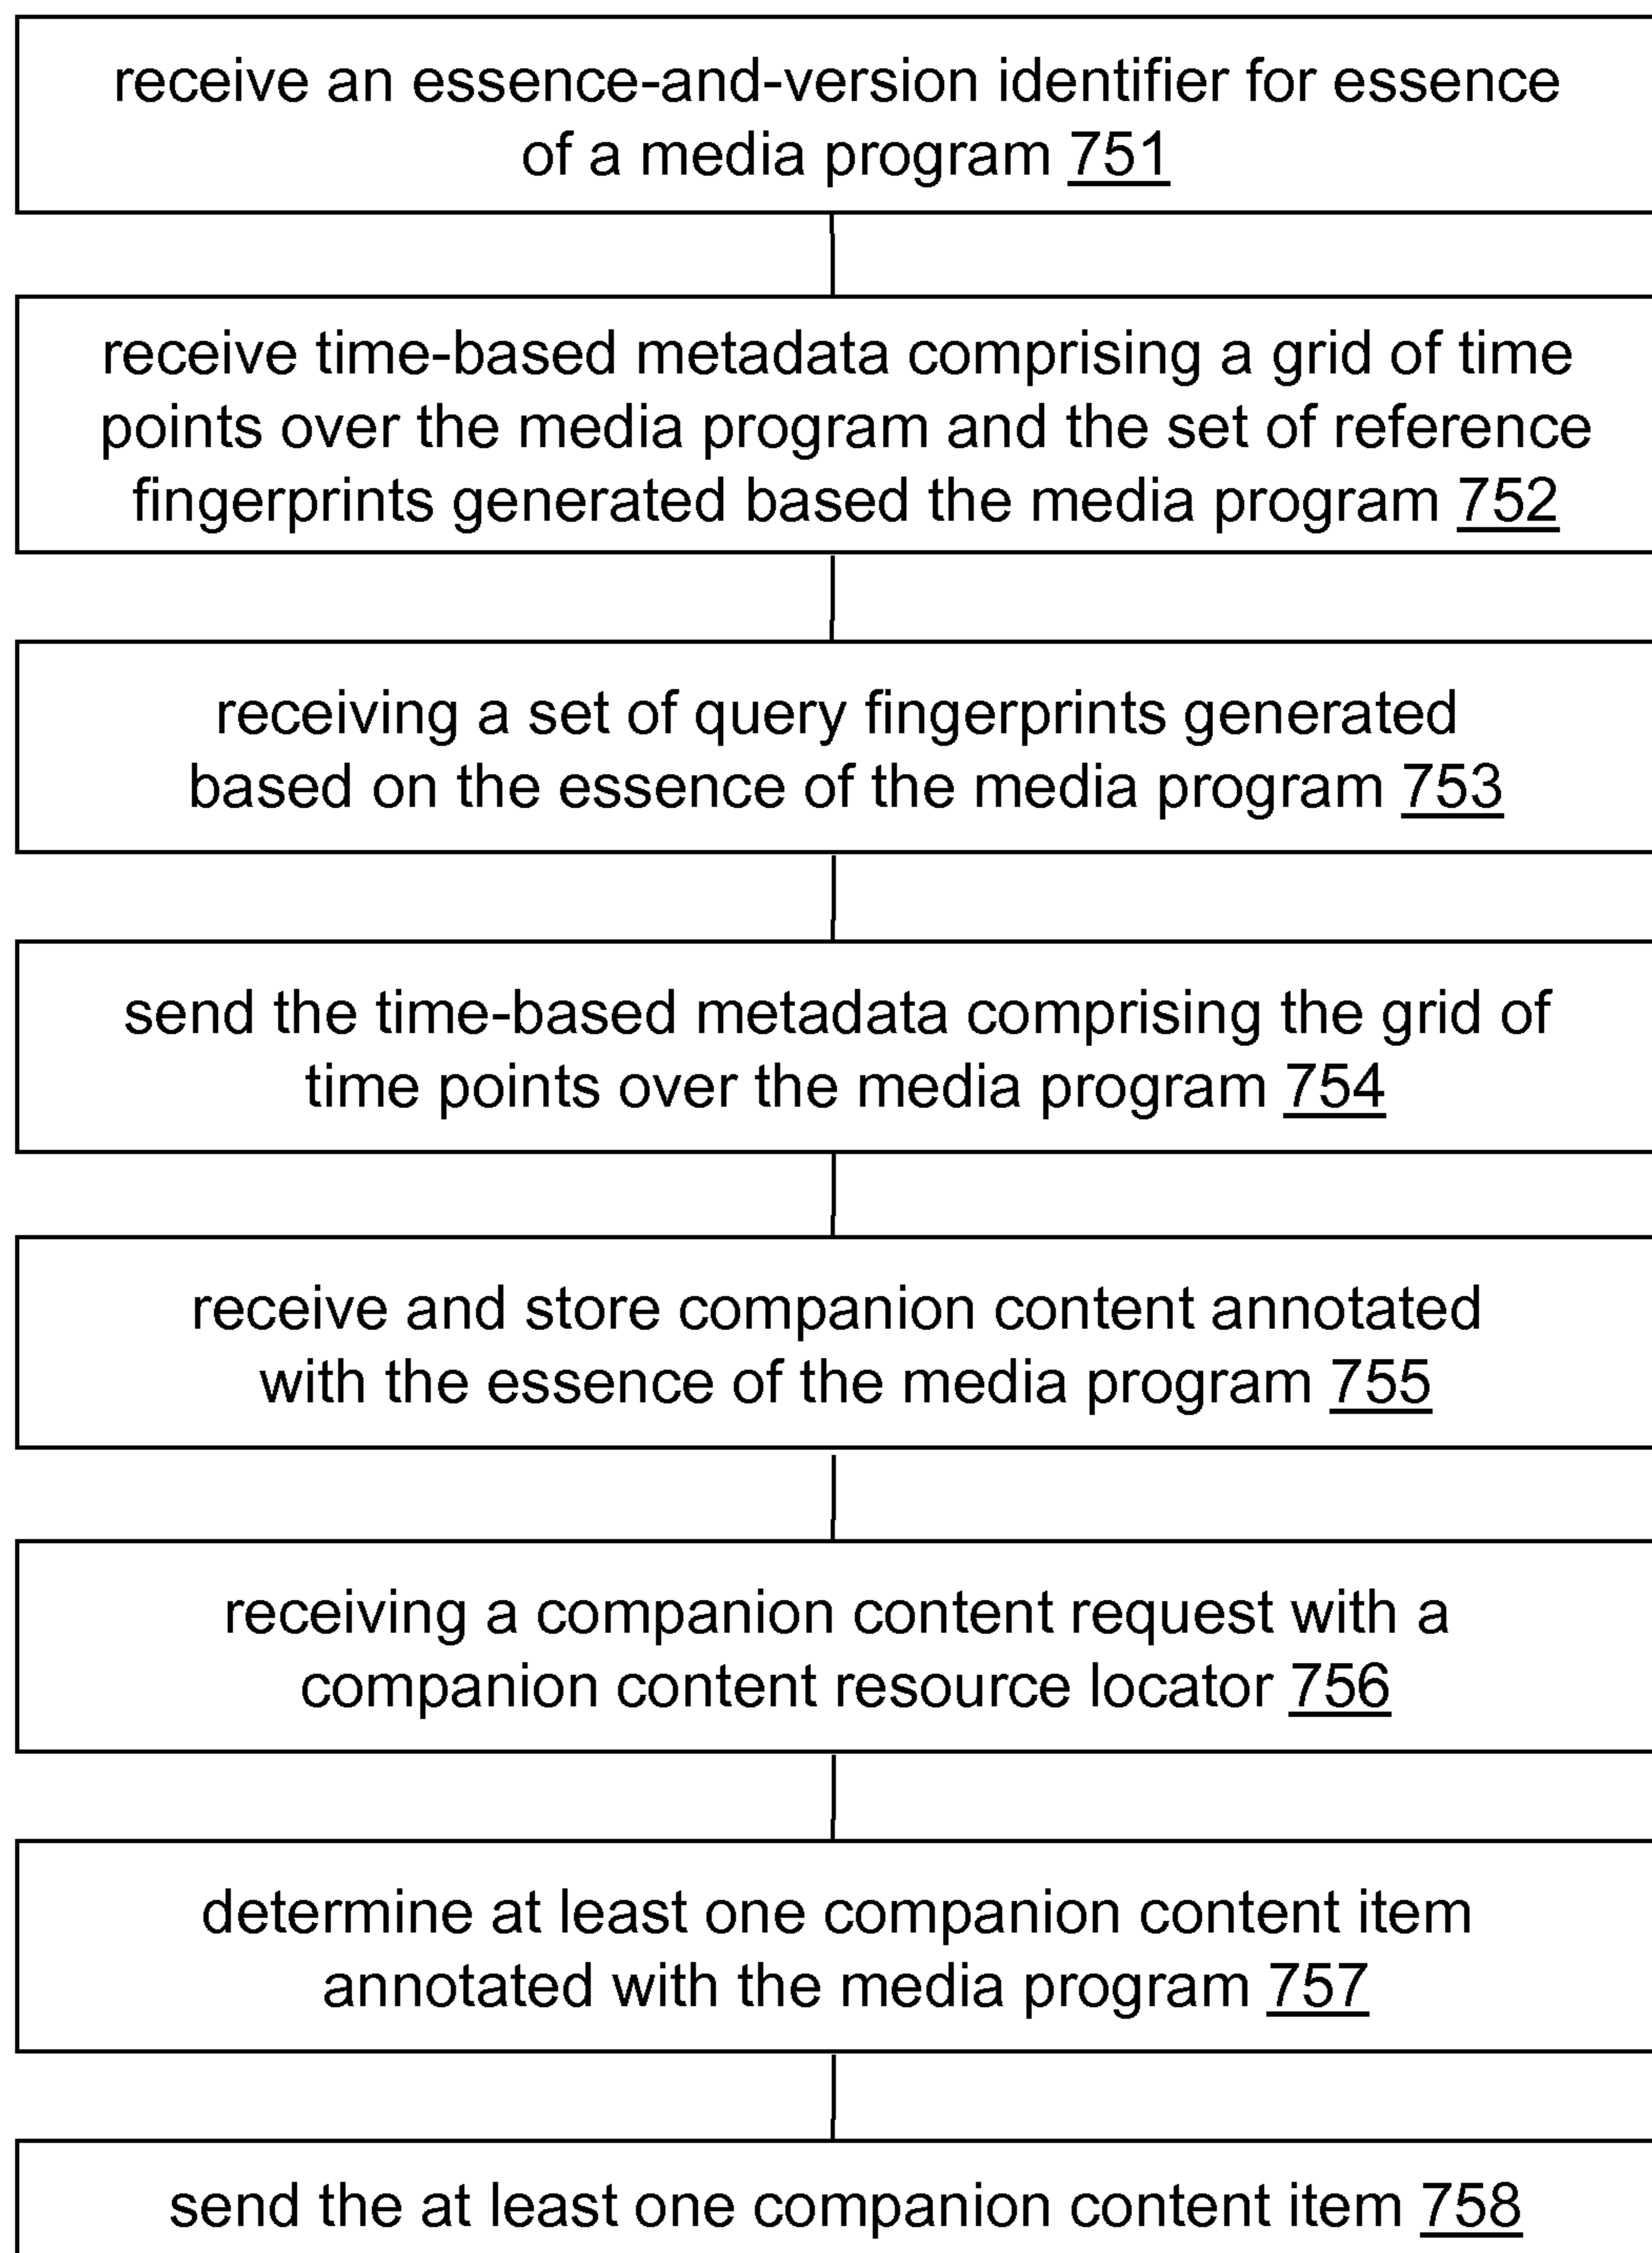 receive an essence-and-version identifier for essence
of a media program 751
receive time-based metadata comprising a grid of time
points over the media program and the set of reference
fingerprints generated based the media program 752
receiving a set of query fingerprints generated
based on the essence of the media program 753
send the time-based metadata comprising the grid of
time points over the media program 754
receive and store companion content annotated
with the essence of the media program 755
receiving a companion content request with a
companion content resource locator 756
determine at least one companion content item
annotated with the media program 757
send the at least one companion content item 758